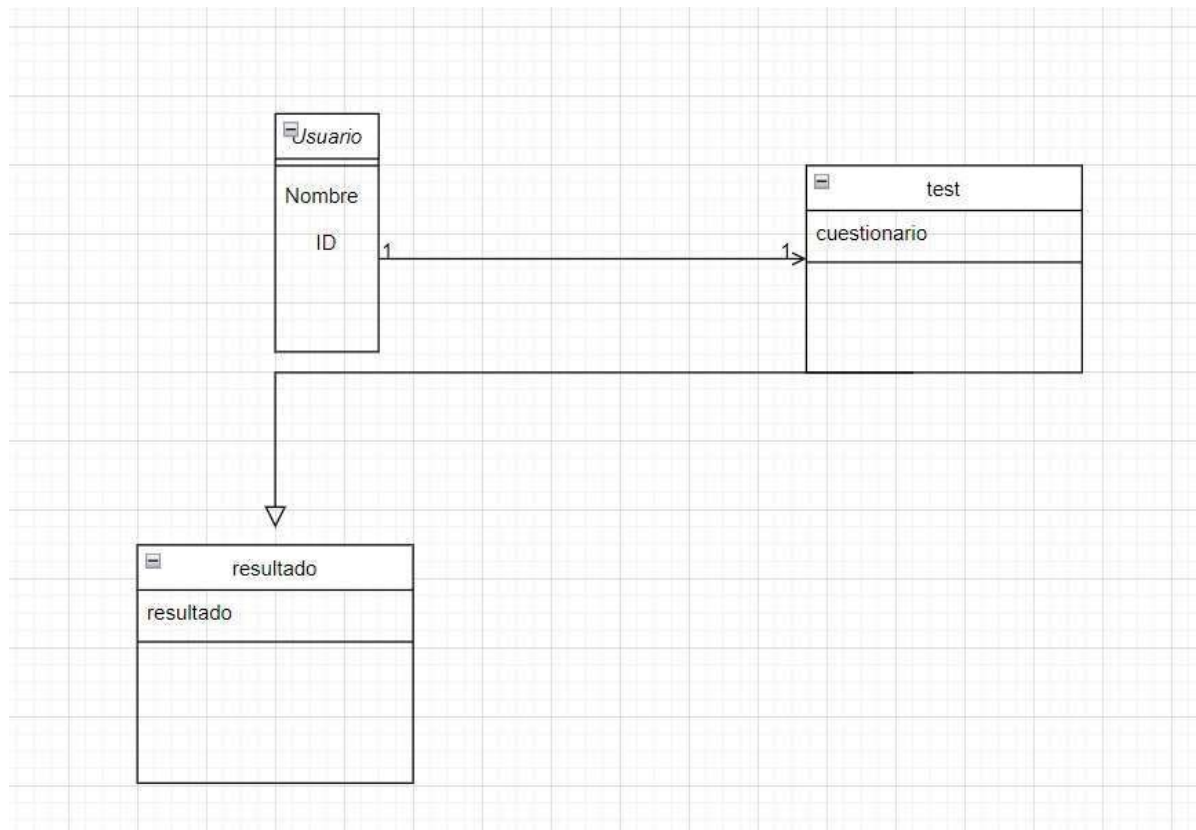 Usuario
Nombre
ID
1
1
test
cuestionario
resultado
resultado